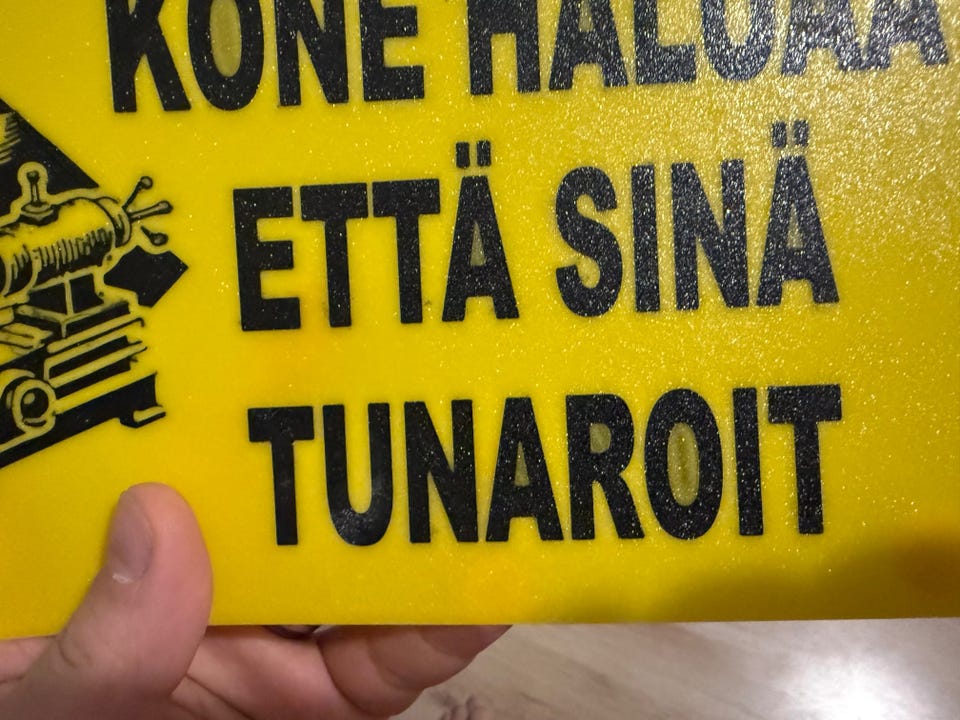 KONE HALUAA
ETTÄ SINÄ
TUNAROIT